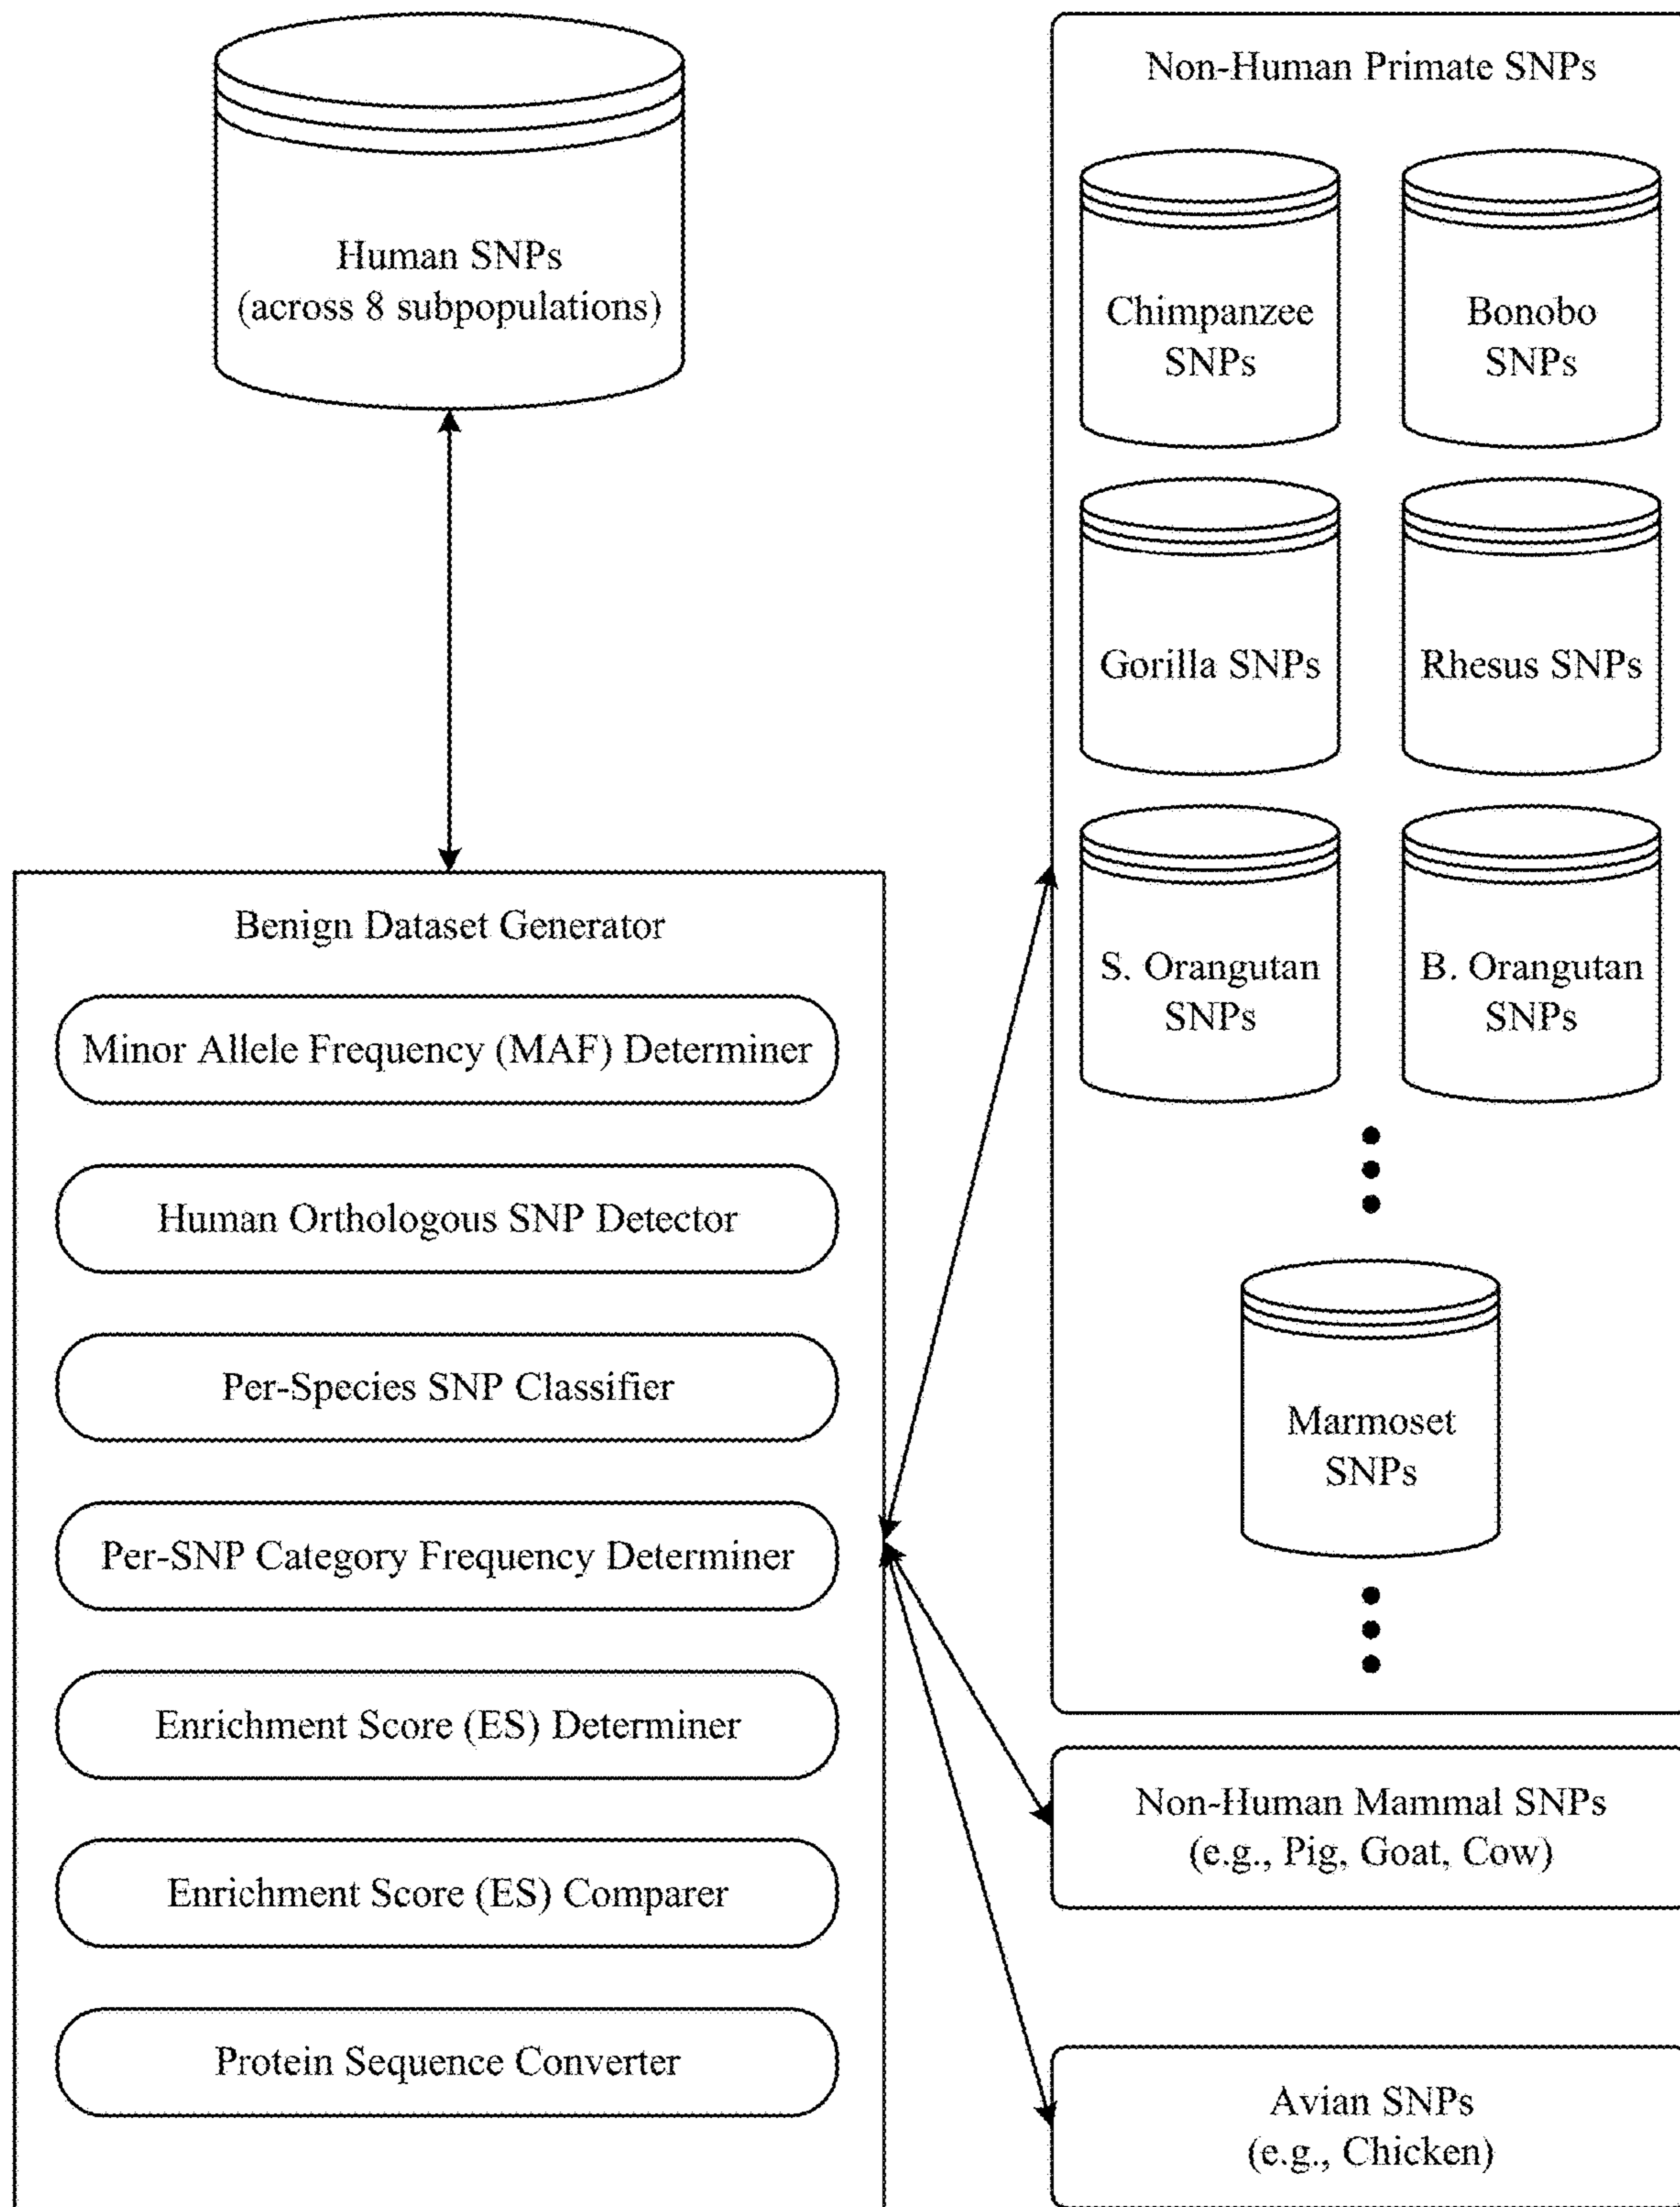 Human SNPs
(across 8 subpopulations)
Benign Dataset Generator
Minor Allele Frequency (MAF) Determiner
Human Orthologous SNP Detector
Per-Species SNP Classifier
Per-SNP Category Frequency Determiner
Enrichment Score (ES) Determiner
Enrichment Score (ES) Comparer
Protein Sequence Converter
Non-Human Primate SNPs
Chimpanzee
SNPs
Bonobo
SNPs
Gorilla SNPs
Rhesus SNPs
S. Orangutan
SNPs
B. Orangutan
SNPs
Marmoset
SNPs
Non-Human Mammal SNPs
(e.g., Pig, Goat, Cow)
Avian SNPs
(e.g., Chicken)